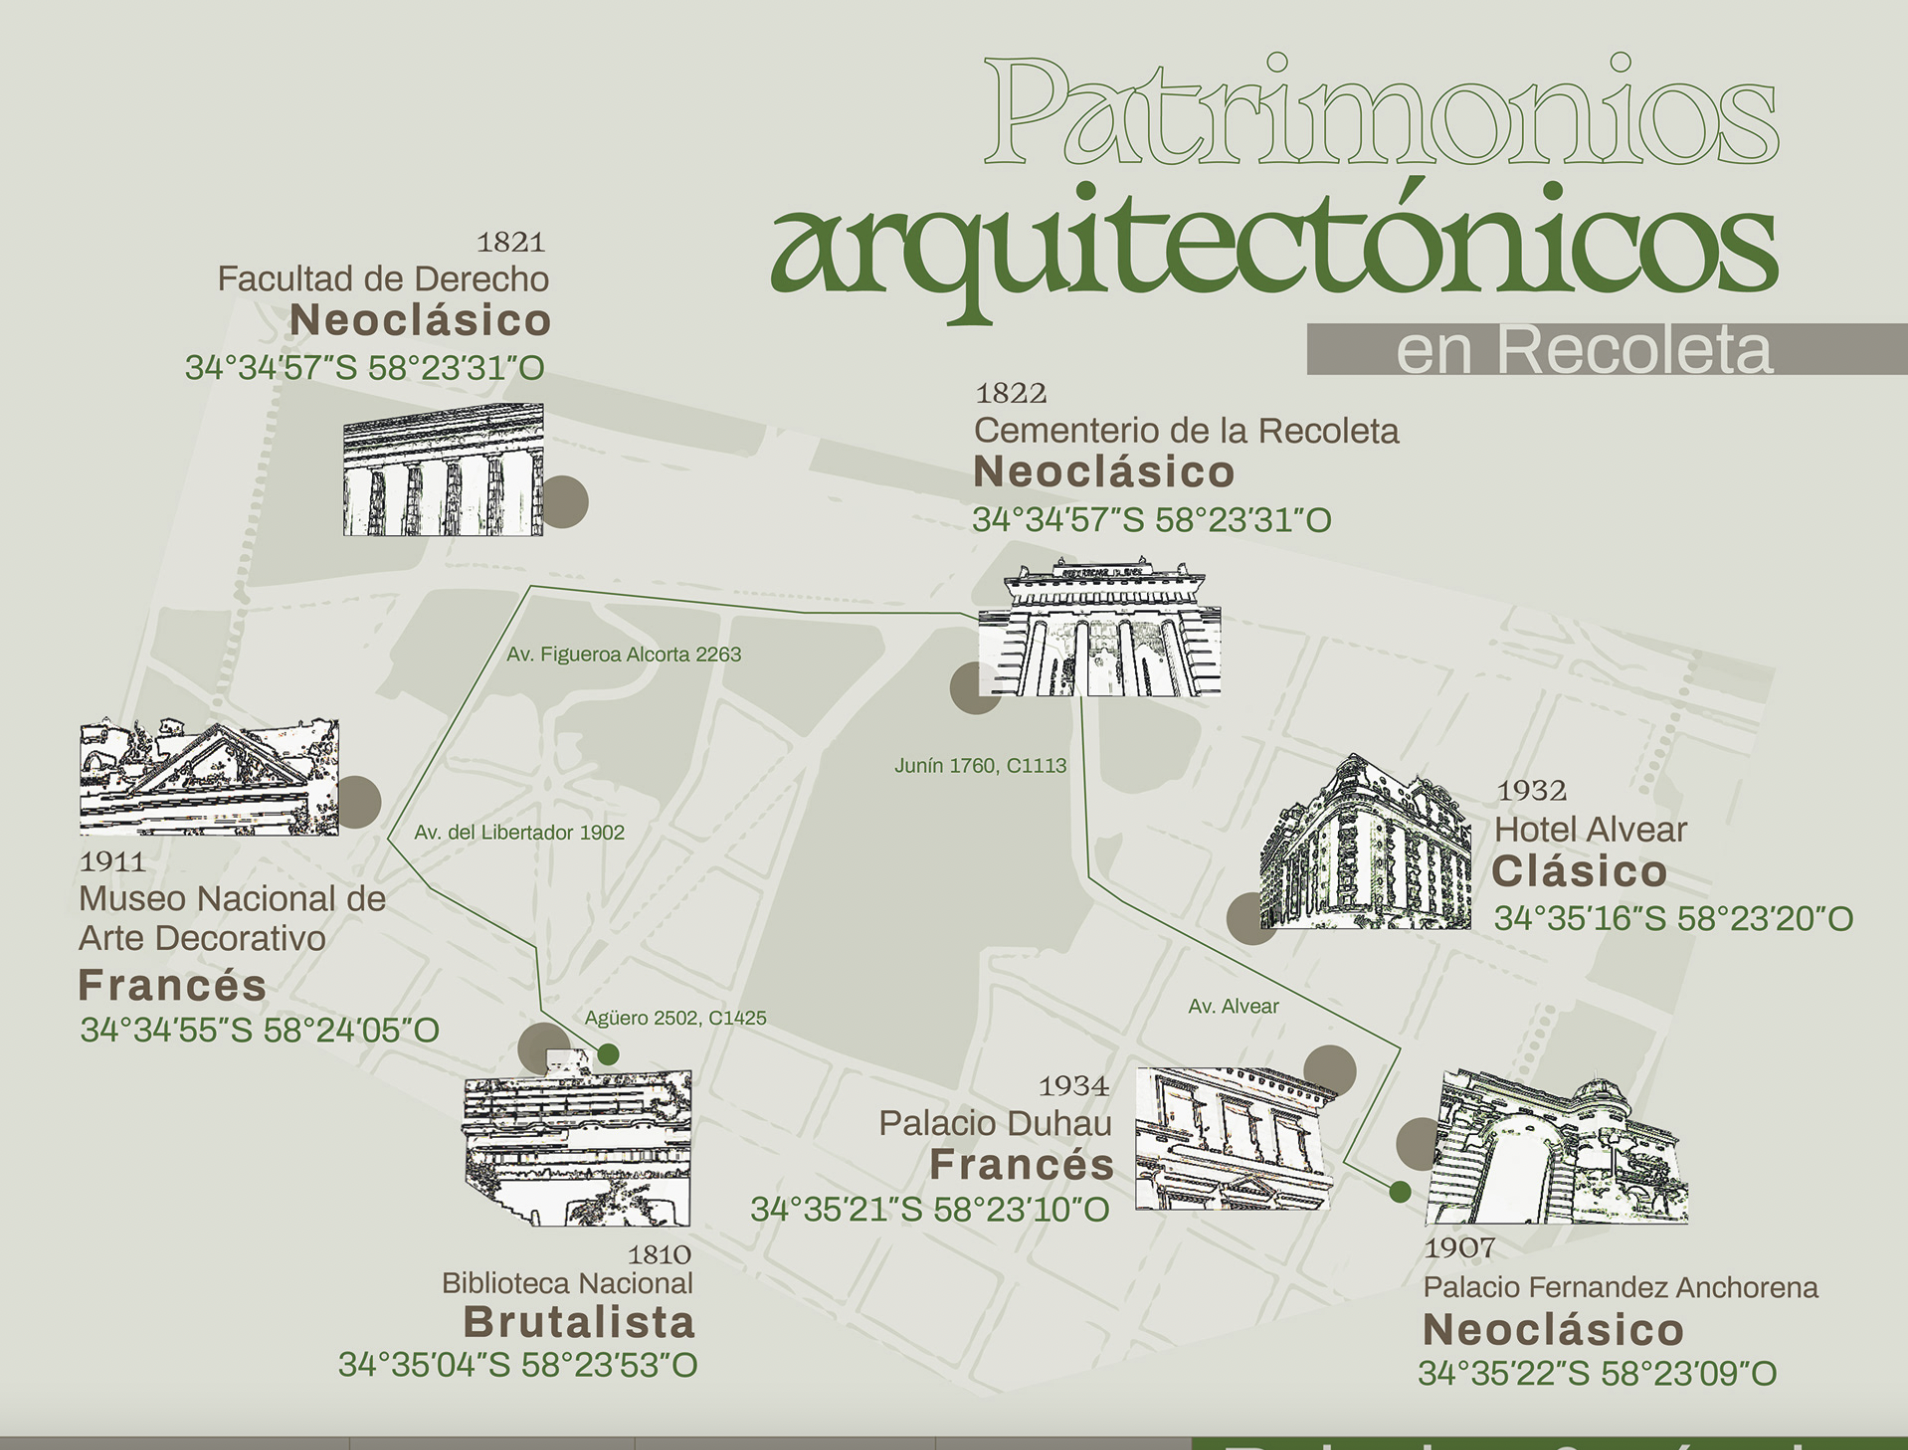 Patrimonios
arquitectónicos
en Recoleta
1821
Facultad de Derecho
Neoclásico
34°34'57"S 58°23'31"O
1822
Cementerio de la Recoleta
Neoclásico
34°34'57"S 58°23'31"O
Av. Figueroa Alcorta 2263
Junín 1760, C1113
1932
Hotel Alvear
Clásico
34°35'16"S 58°23'20"O
Av. del Libertador 1902
1911
Museo Nacional de
Arte Decorativo
Francés
34°34'55"S 58°24'05"O
Agüero 2502, C1425
Av. Alvear
1934
Palacio Duhau
Francés
34°35'21"S 58°23'10"O
1810
Biblioteca Nacional
Brutalista
34°35'04"S 58°23'53"O
1907
Palacio Fernandez Anchorena
Neoclásico
34°35'22"S 58°23'09"O